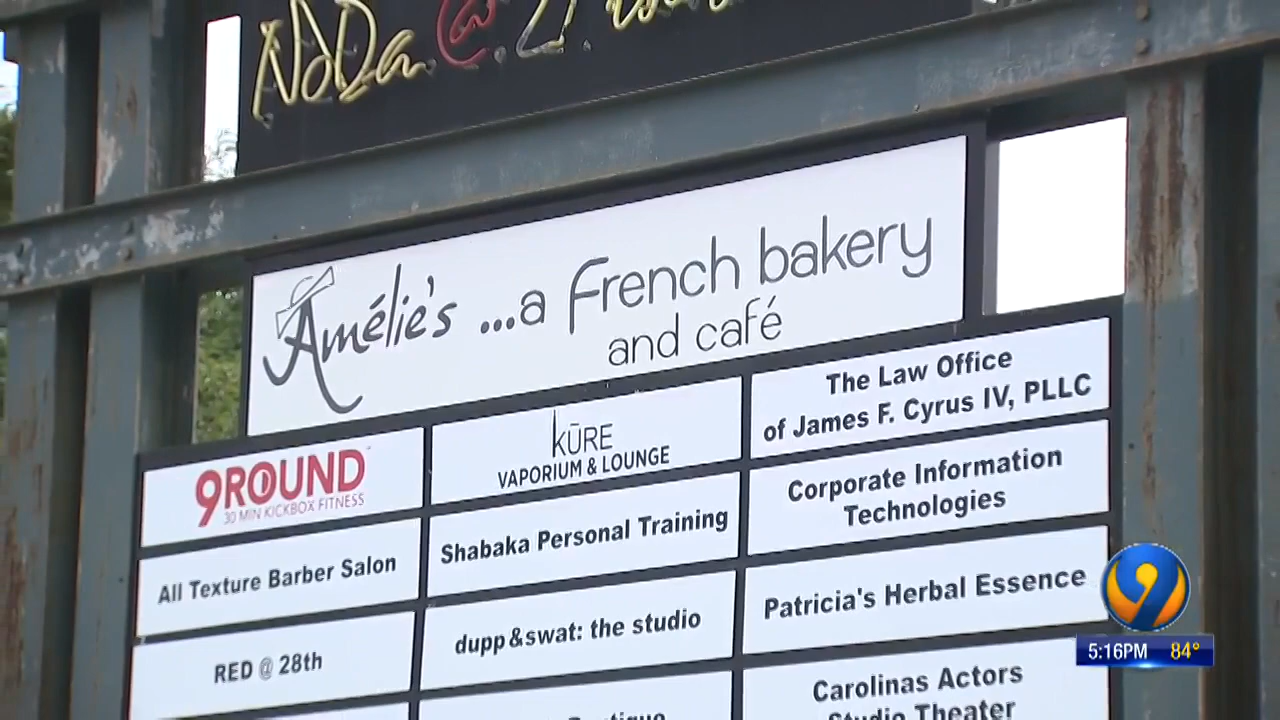 NoDa @ 27
Amélie's ...a French bakery
and café
9ROUND
30 MIN KICKBOX FITNESS
kūRE
VAPORIUM & LOUNGE
The Law Office
of James F. Cyrus IV, PLLC
All Texture Barber Salon
Shabaka Personal Training
Corporate Information
Technologies
RED @ 28th
dupp&swat: the studio
Patricia's Herbal Essence
Carolinas Actors
Studio Theater
9
5:16PM 84°